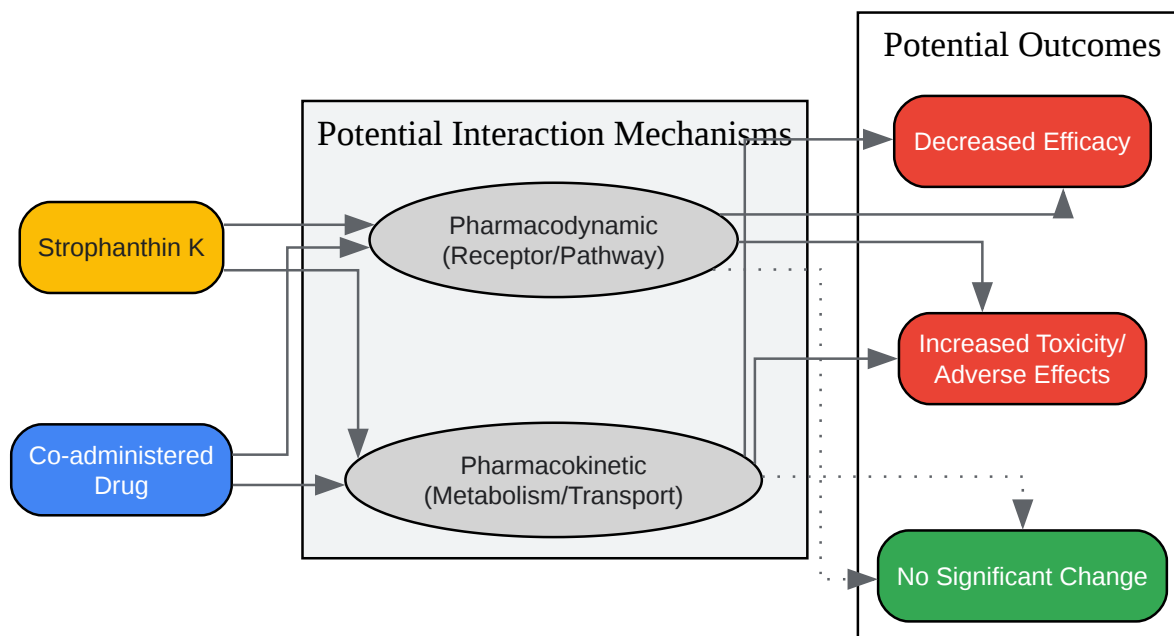 Potential Outcomes
Potential Interaction Mechanisms
Decreased Efficacy
Strophanthin K
Pharmacodynamic
(Receptor/Pathway)
Increased Toxicity/
Adverse Effects
Co-administered
Drug
Pharmacokinetic
(Metabolism/Transport)
No Significant Change